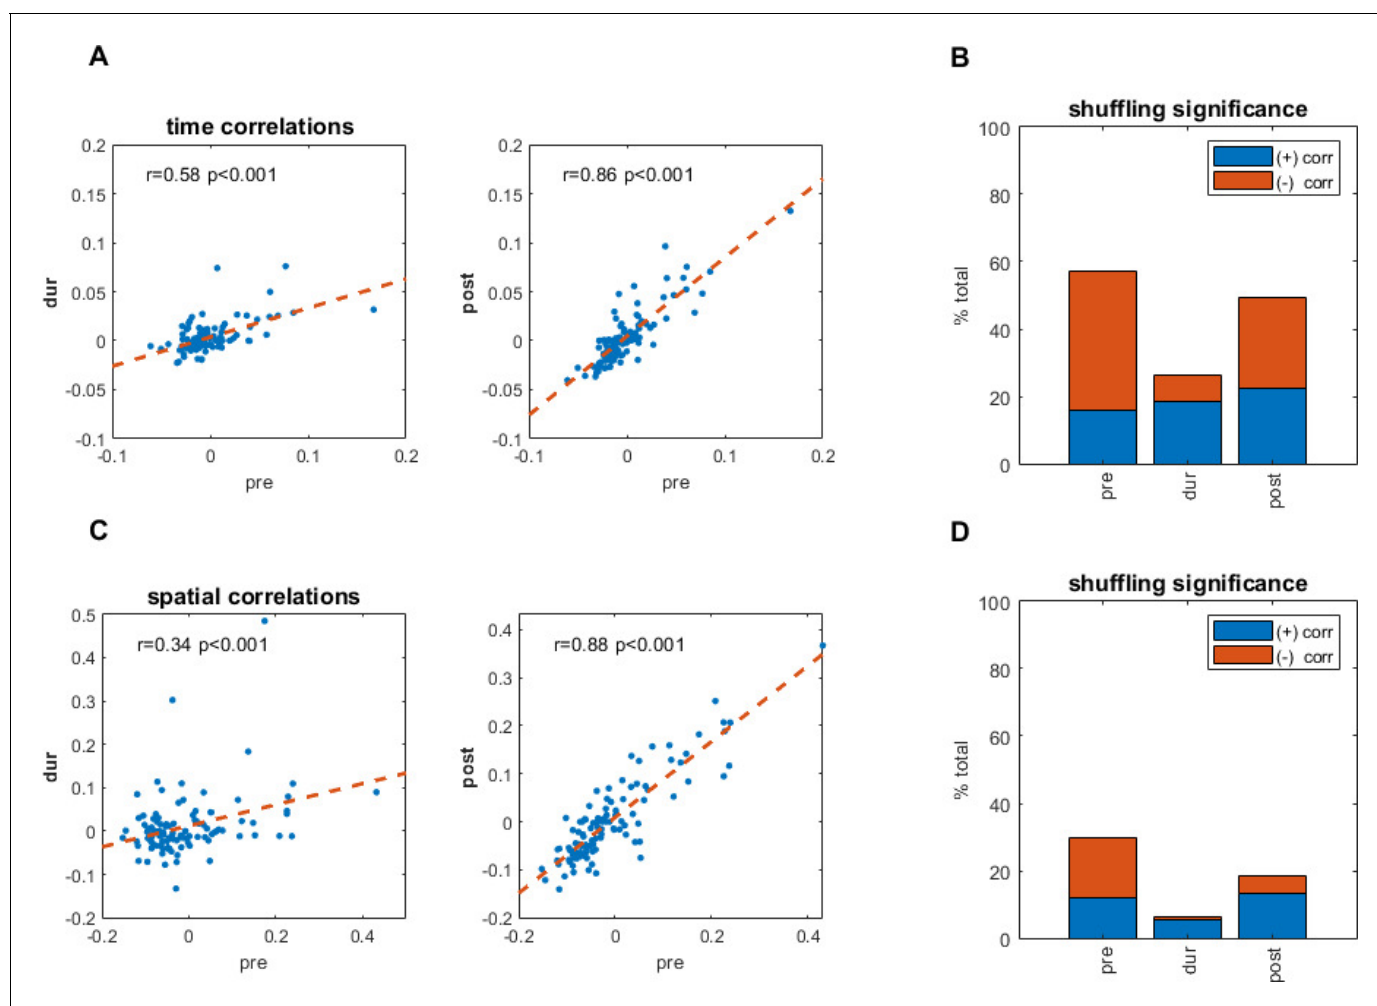 A
time correlations
r=0.58 p<0.001
0.2
0.15
0.1
0.05
0
-0.05
-0.1
dur
-0.1 0 0.1 0.2
pre
r=0.86 p<0.001
0.2
0.15
0.1
0.05
0
-0.05
-0.1
post
-0.1 0 0.1 0.2
pre
B
shuffling significance
(+) corr
(-) corr
100
80
60
40
20
0
% total
pre dur post
C
spatial correlations
r=0.34 p<0.001
0.5
0.4
0.3
0.2
0.1
0
-0.1
-0.2
dur
-0.2 0 0.2 0.4
pre
r=0.88 p<0.001
0.4
0.3
0.2
0.1
0
-0.1
-0.2
post
-0.2 0 0.2 0.4
pre
D
shuffling significance
(+) corr
(-) corr
100
80
60
40
20
0
% total
pre dur post